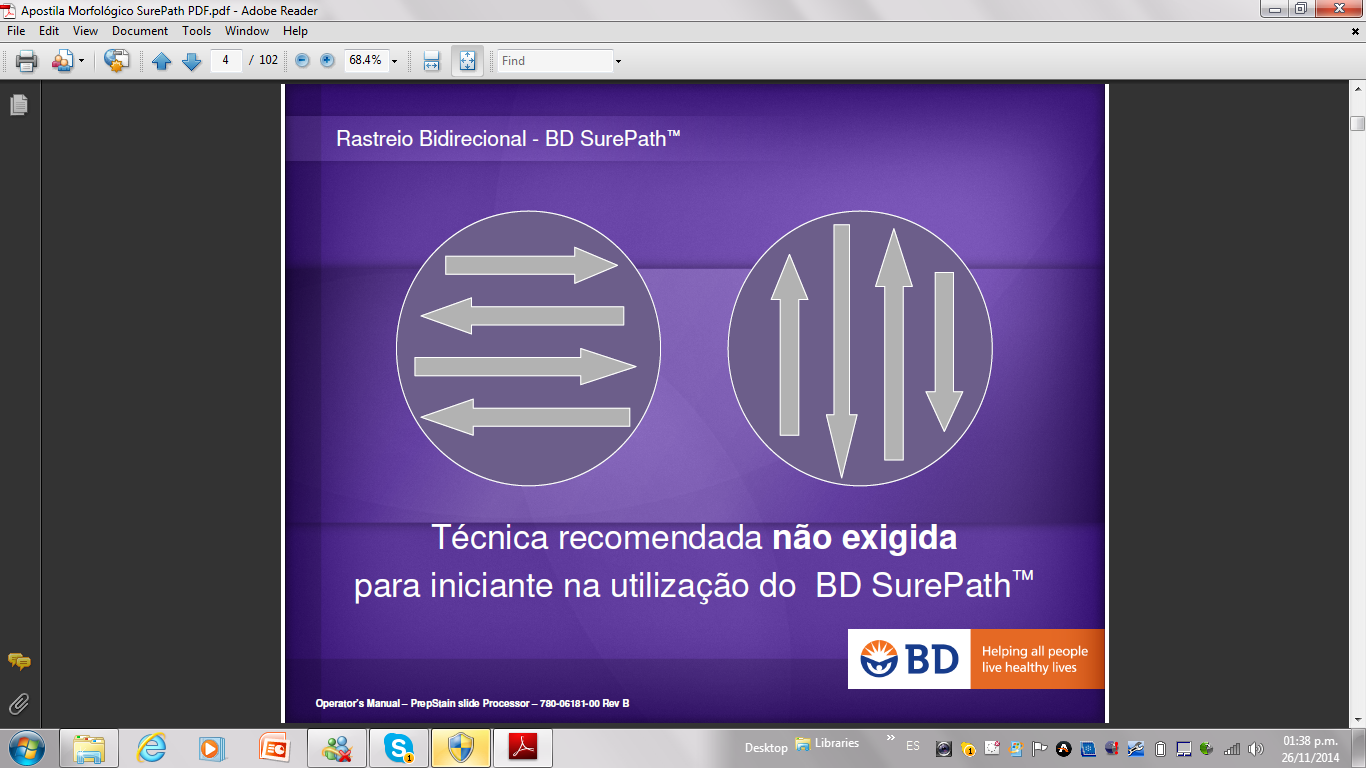 Apostila Morfológico SurePath PDF.pdf - Adobe Reader
File Edit View Document Tools Window Help
4 / 102 68.4% Find
Rastreio Bidirecional - BD SurePath™
Técnica recomendada não exigida
para iniciante na utilização do BD SurePath™
BD
Helping all people
live healthy lives
Operator's Manual – PrepStain slide Processor – 780-06181-00 Rev B
Desktop Libraries » ES
01:38 p.m.
26/11/2014